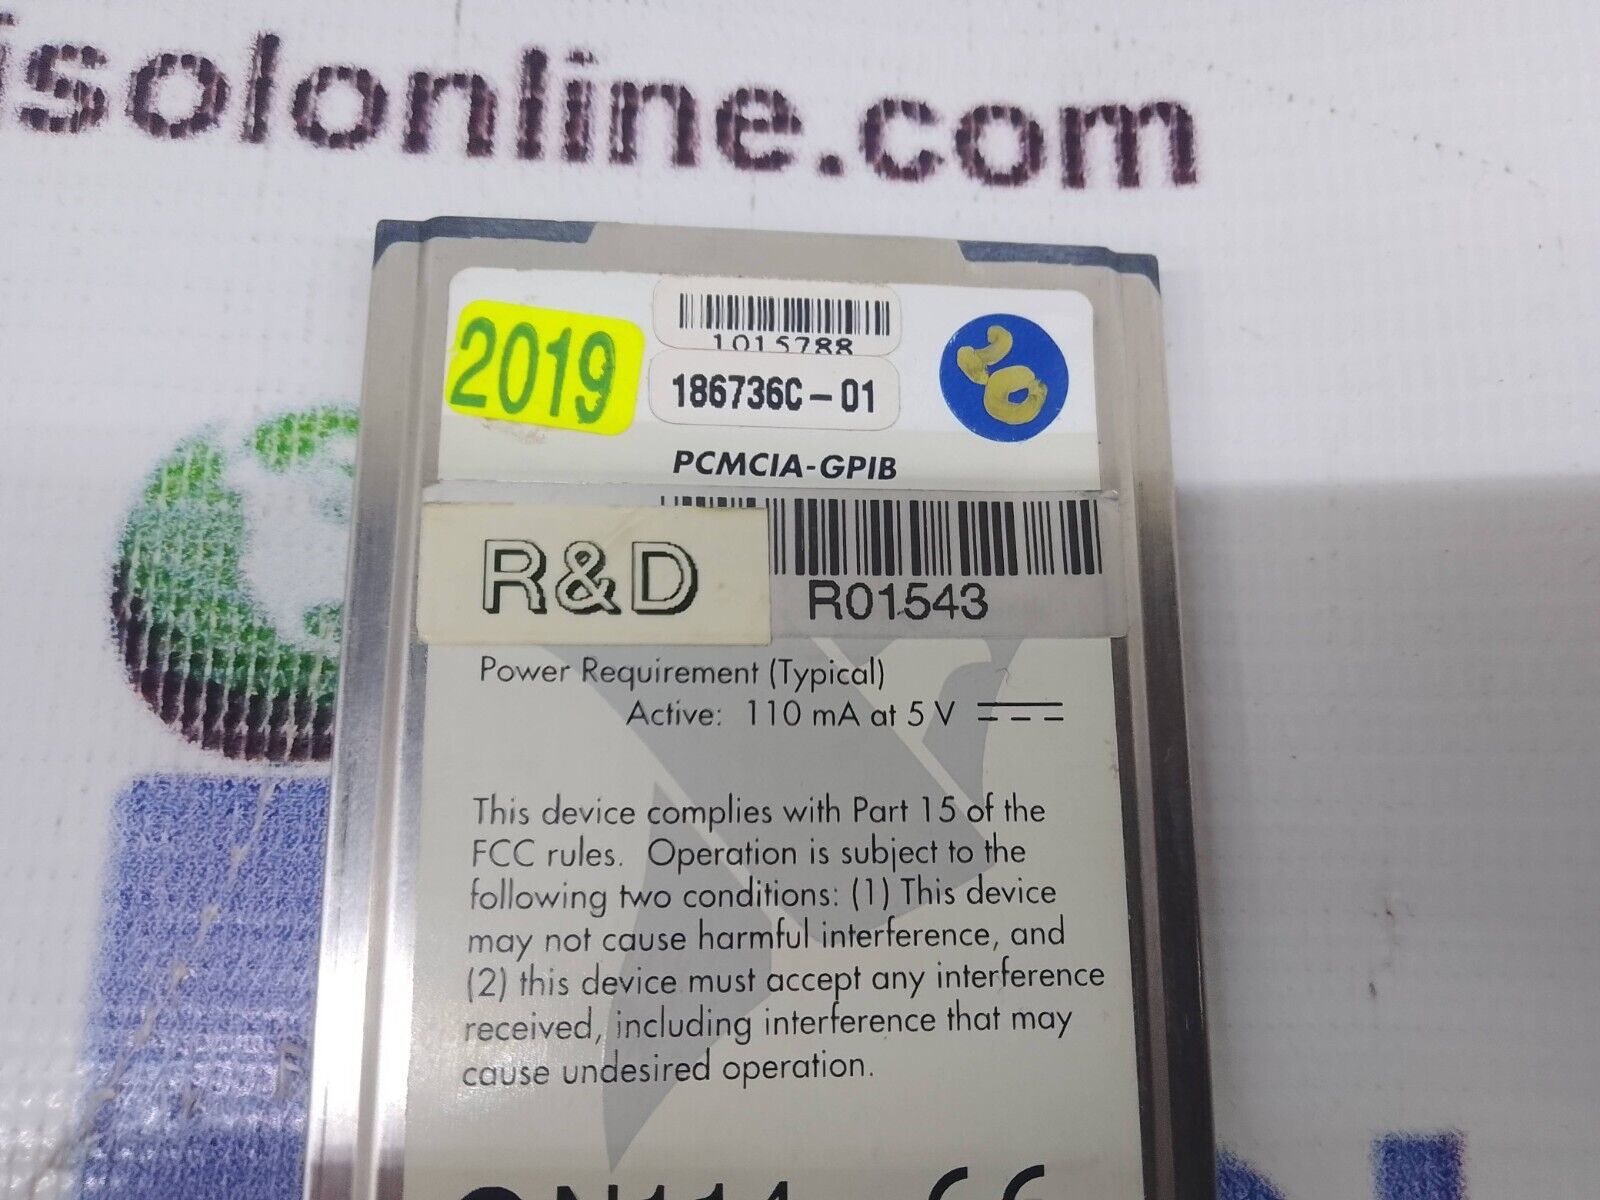 isolonline.com
2019
1015788
186736C-01
20
PCMCIA-GPIB
R&D
R01543
Power Requirement (Typical)
Active: 110 mA at 5 V
This device complies with Part 15 of the
FCC rules. Operation is subject to the
following two conditions: (1) This device
may not cause harmful interference, and
(2) this device must accept any interference
received, including interference that may
cause undesired operation.
N114